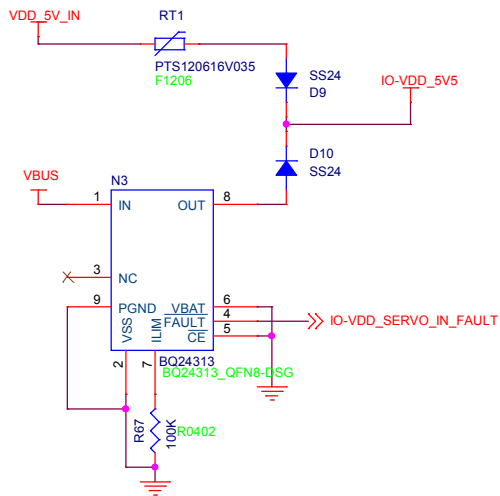 VDD_5V_IN
RT1
PTS120616V035
F1206
SS24
D9
IO-VDD_5V5
D10
SS24
VBUS
N3
1
IN
OUT
8
3
NC
9
PGND
VBAT
6
FAULT
4
CE
5
IO-VDD_SERVO_IN_FAULT
VSS
ILIM
2
7
BQ24313
BQ24313_QFN8-DSG
R67
100K
R0402